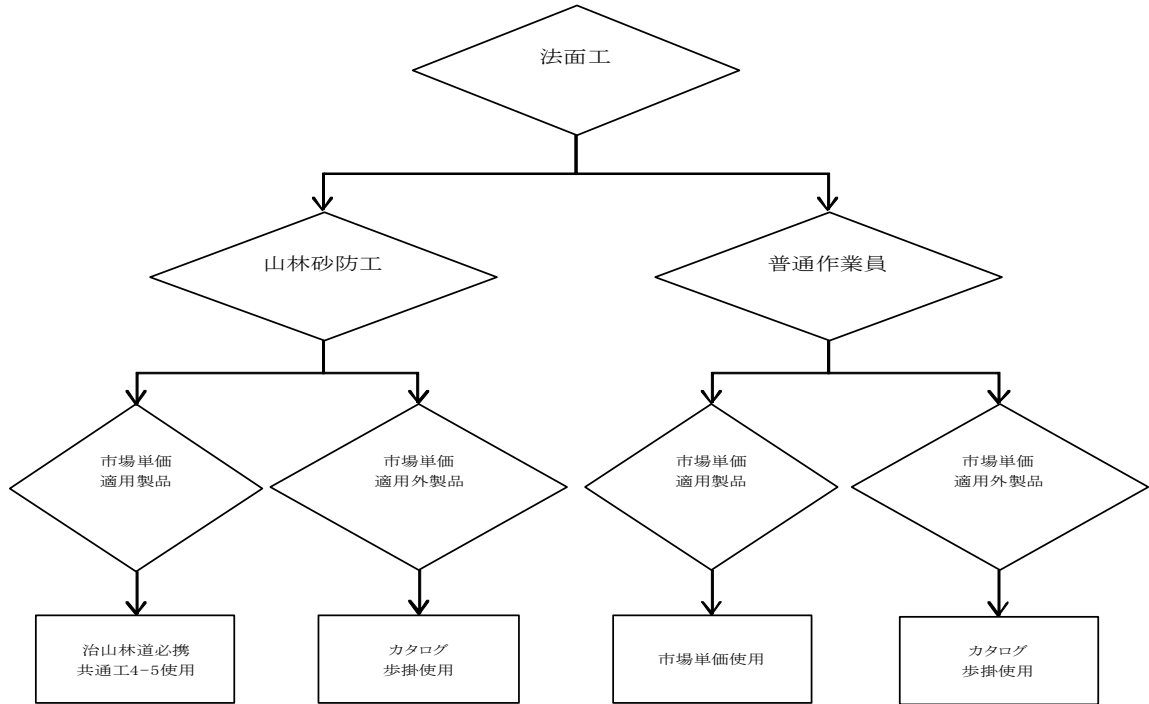 法面工
山林砂防工
普通作業員
市場単価
適用製品
市場単価
適用外製品
市場単価
適用製品
市場単価
適用外製品
治山林道必携
共通工4-5使用
カタログ
歩掛使用
市場単価使用
カタログ
歩掛使用